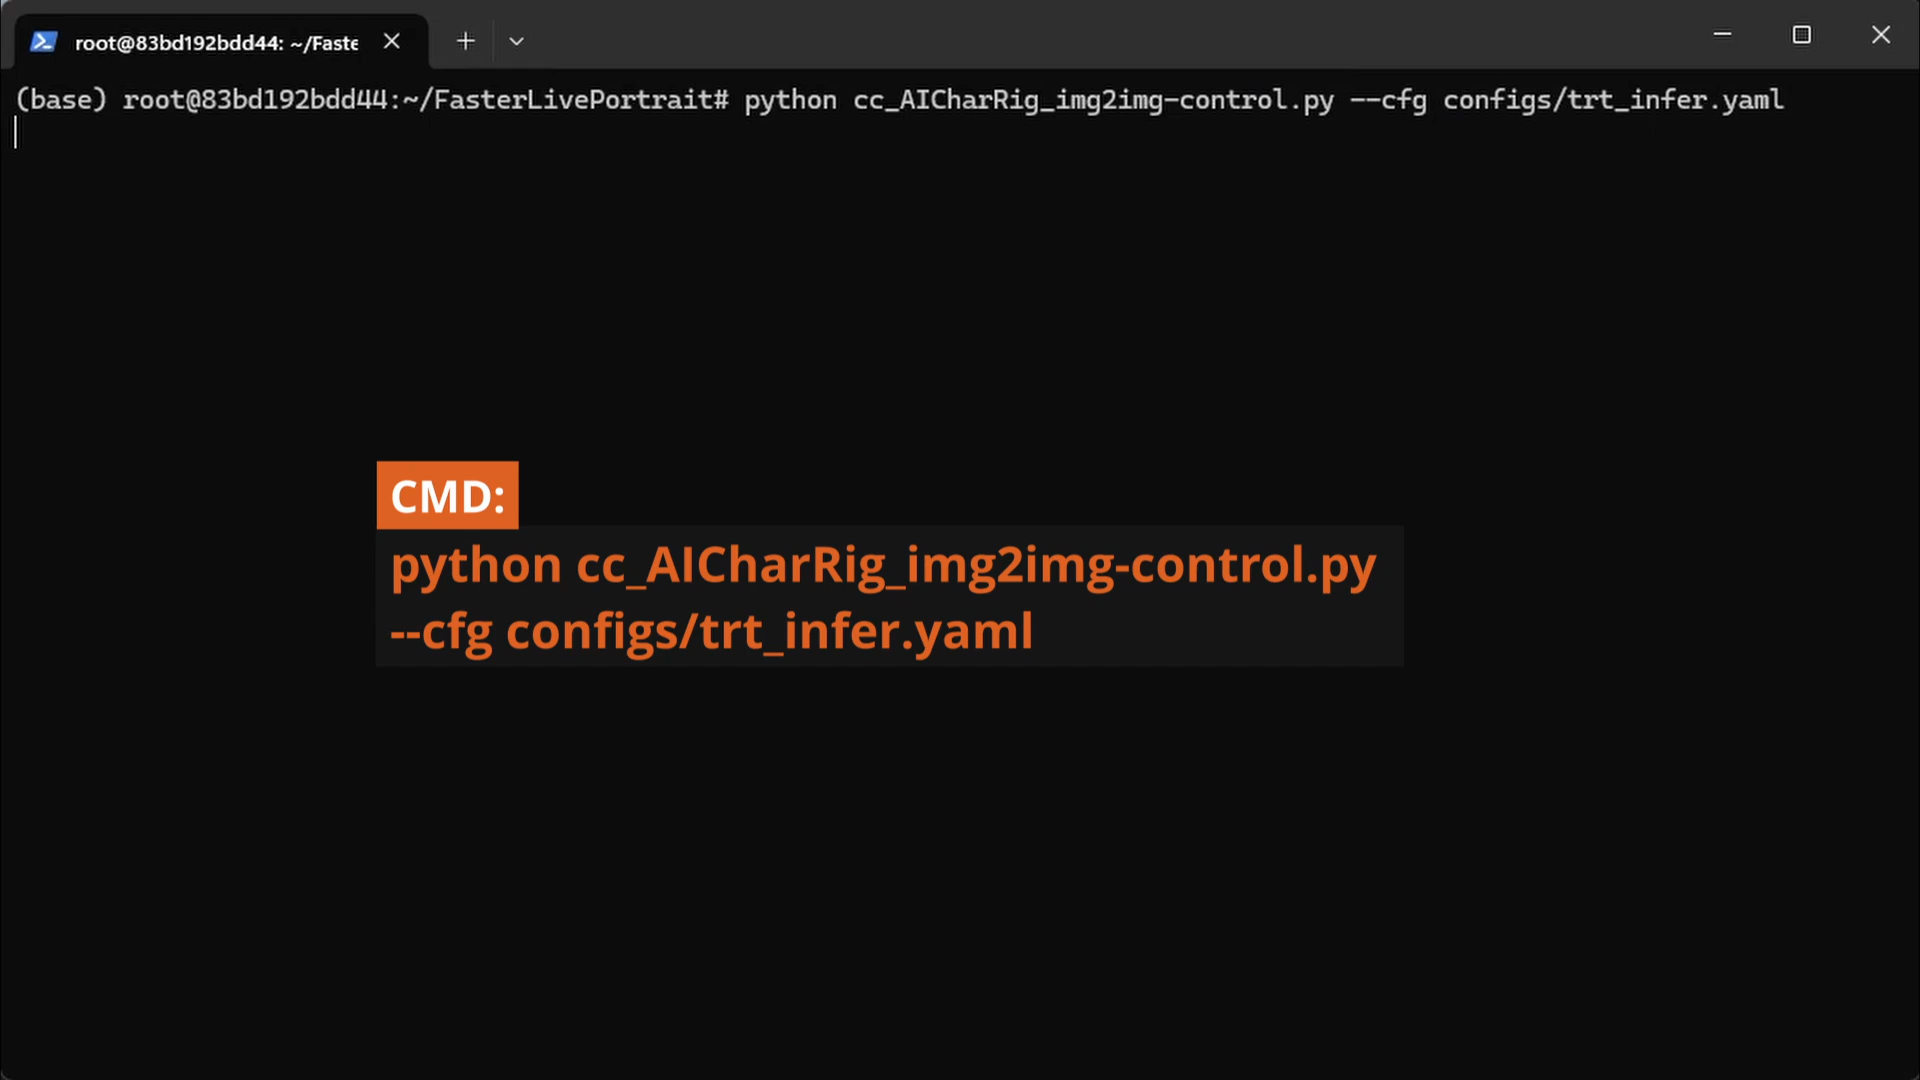 root@83bd192bdd44: ~/Faste
(base) root@83bd192bdd44:~/FasterLivePortrait# python cc_AICharRig_img2img-control.py --cfg configs/trt_infer.yaml
CMD:
python cc_AICharRig_img2img-control.py
--cfg configs/trt_infer.yaml